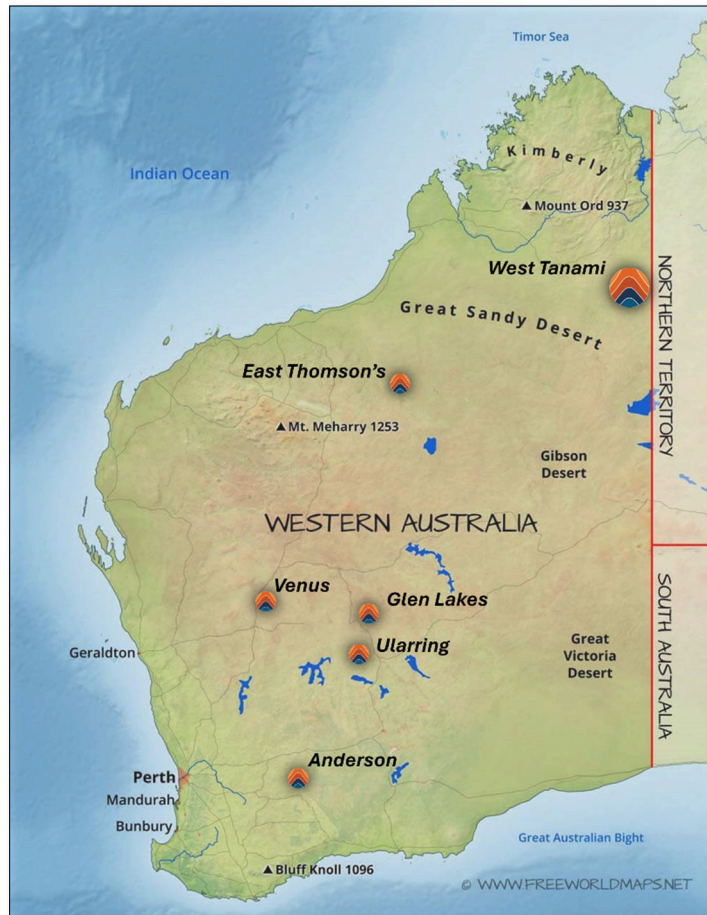 Timor Sea
Kimberly
Indian Ocean
Mount Ord 937
West Tanami
NORTHERN TERRITORY
Great Sandy Desert
East Thomson's
Mt. Meharry 1253
Gibson
Desert
WESTERN AUSTRALIA
Venus
Glen Lakes
SOUTH AUSTRALIA
Ularring
Geraldton
Great
Victoria
Desert
Anderson
Perth
Mandurah
Bunbury
Great Australian Bight
Bluff Knoll 1096
© WWW.FREEWORLDMAPS.NET